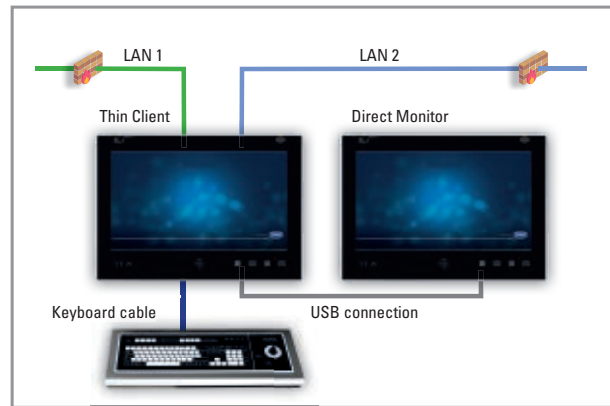 LAN 1
LAN 2
Thin Client
Direct Monitor
Keyboard cable
USB connection